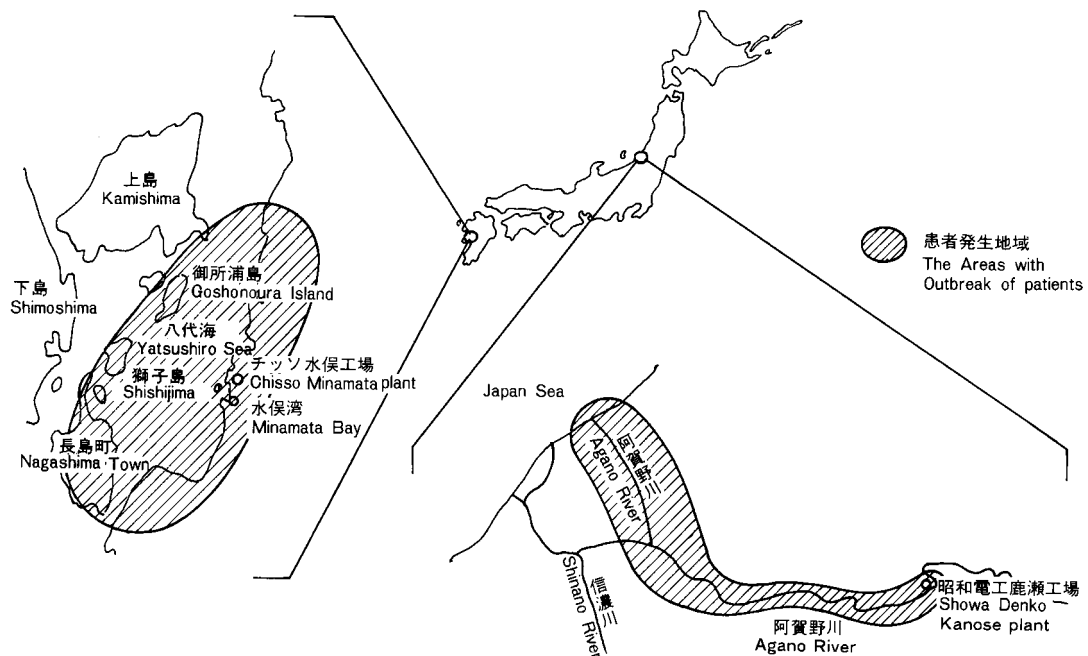 上島
Kamishima
御所浦島
Goshonoura Island
下島
Shimoshima
八代海
Yatsushiro Sea
獅子島
Shishijima
チッソ水俣工場
Chisso Minamata plant
水俣湾
Minamata Bay
長島町
Nagashima Town
患者発生地域
The Areas with
Outbreak of patients
Japan Sea
阿賀野川
Agano River
信濃川
Shinano River
阿賀野川
Agano River
昭和電工鹿瀬工場
Showa Denko
Kanose plant